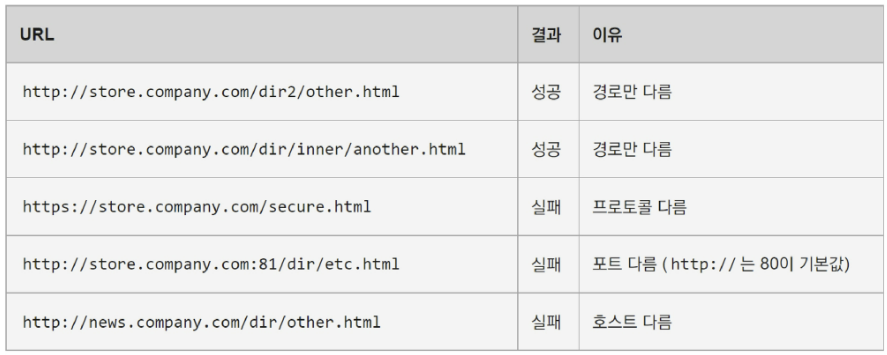 URL 결과 이유
http://store.company.com/dir2/other.html 성공 경로만 다름
http://store.company.com/dir/inner/another.html 성공 경로만 다름
https://store.company.com/secure.html 실패 프로토콜 다름
http://store.company.com:81/dir/etc.html 실패 포트 다름 (http:// 는 80이 기본값)
http://news.company.com/dir/other.html 실패 호스트 다름